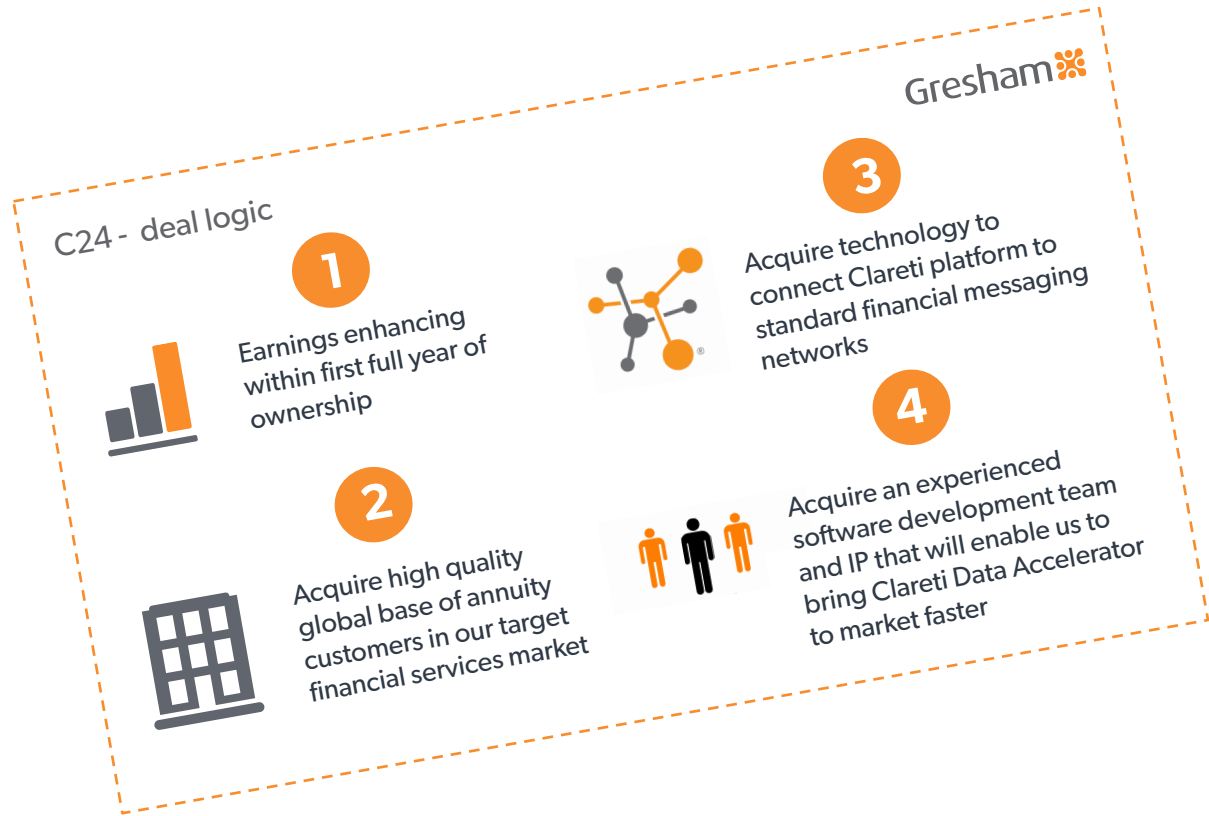 Gresham
C24 - deal logic
1
Earnings enhancing
within first full year of
ownership
2
Acquire high quality
global base of annuity
customers in our target
financial services market
3
Acquire technology to
connect Clareti platform to
standard financial messaging
networks
®
4
Acquire an experienced
software development team
and IP that will enable us to
bring Clareti Data Accelerator
to market faster